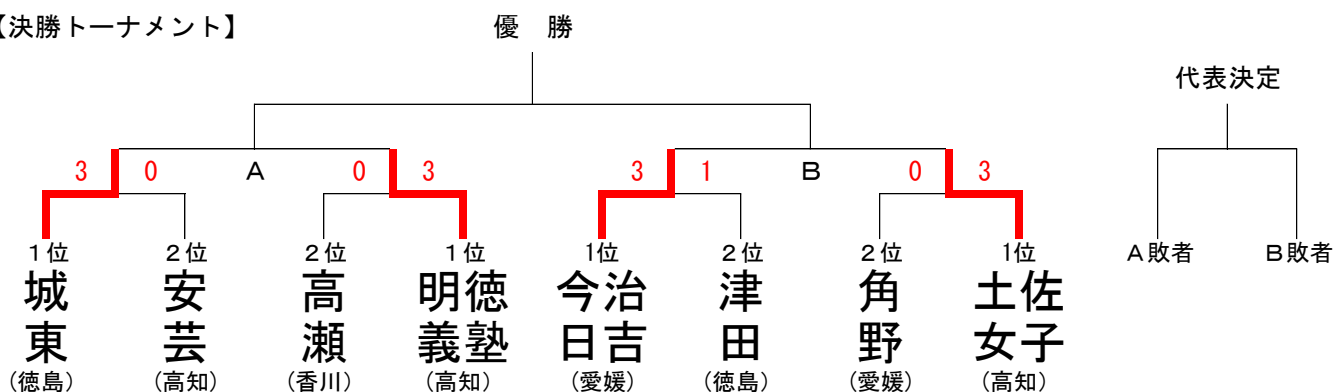 【決勝トーナメント】
優　勝
代表決定
3 0 A 0 3 3 1 B 0 3
1位 2位 2位 1位 1位 2位 2位 1位
A敗者 B敗者
城東 安芸 高瀬 明徳義塾 今治日吉 津田 角野 土佐女子
（徳島） （高知） （香川） （高知） （愛媛） （徳島） （愛媛） （高知）